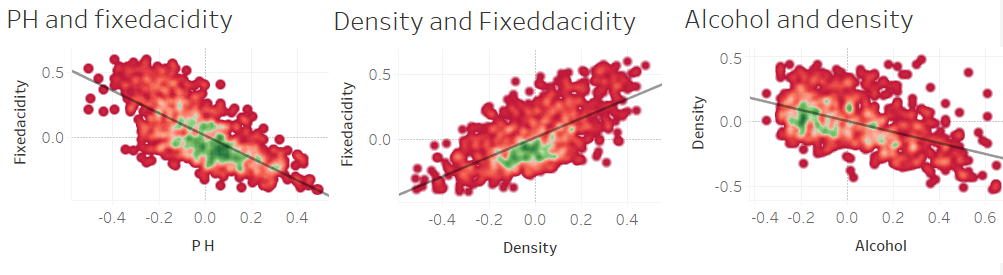 PH and fixedacidity
Fixedacidity
0.5
0.0
-0.4 -0.2 0.0 0.2 0.4
P H
Density and Fixeddacidity
Fixedacidity
0.5
0.0
-0.4 -0.2 0.0 0.2 0.4
Density
Alcohol and density
Density
0.5
0.0
-0.5
-0.4 -0.2 0.0 0.2 0.4 0.6
Alcohol